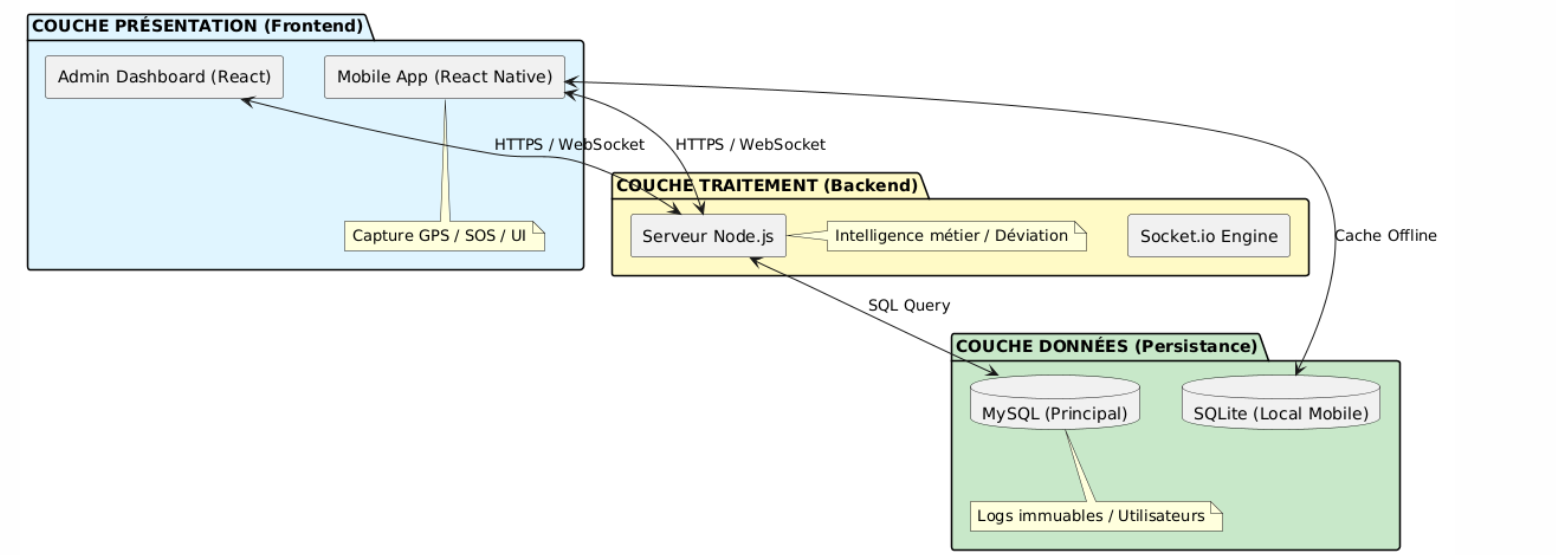 COUCHE PRÉSENTATION (Frontend)
Admin Dashboard (React)
Mobile App (React Native)
HTTPS / WebSocket
HTTPS / WebSocket
Capture GPS / SOS / UI
COUCHE TRAITEMENT (Backend)
Serveur Node.js
Intelligence métier / Déviation
Socket.io Engine
Cache Offline
SQL Query
COUCHE DONNÉES (Persistance)
MySQL (Principal)
SQLite (Local Mobile)
Logs immuables / Utilisateurs